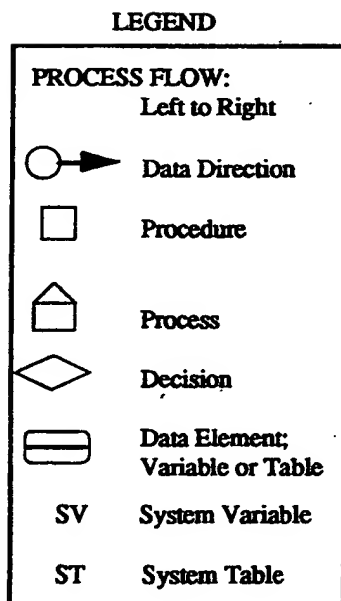 LEGEND
PROCESS FLOW:
Left to Right
Data Direction
Procedure
Process
Decision
Data Element;
Variable or Table
SV System Variable
ST System Table